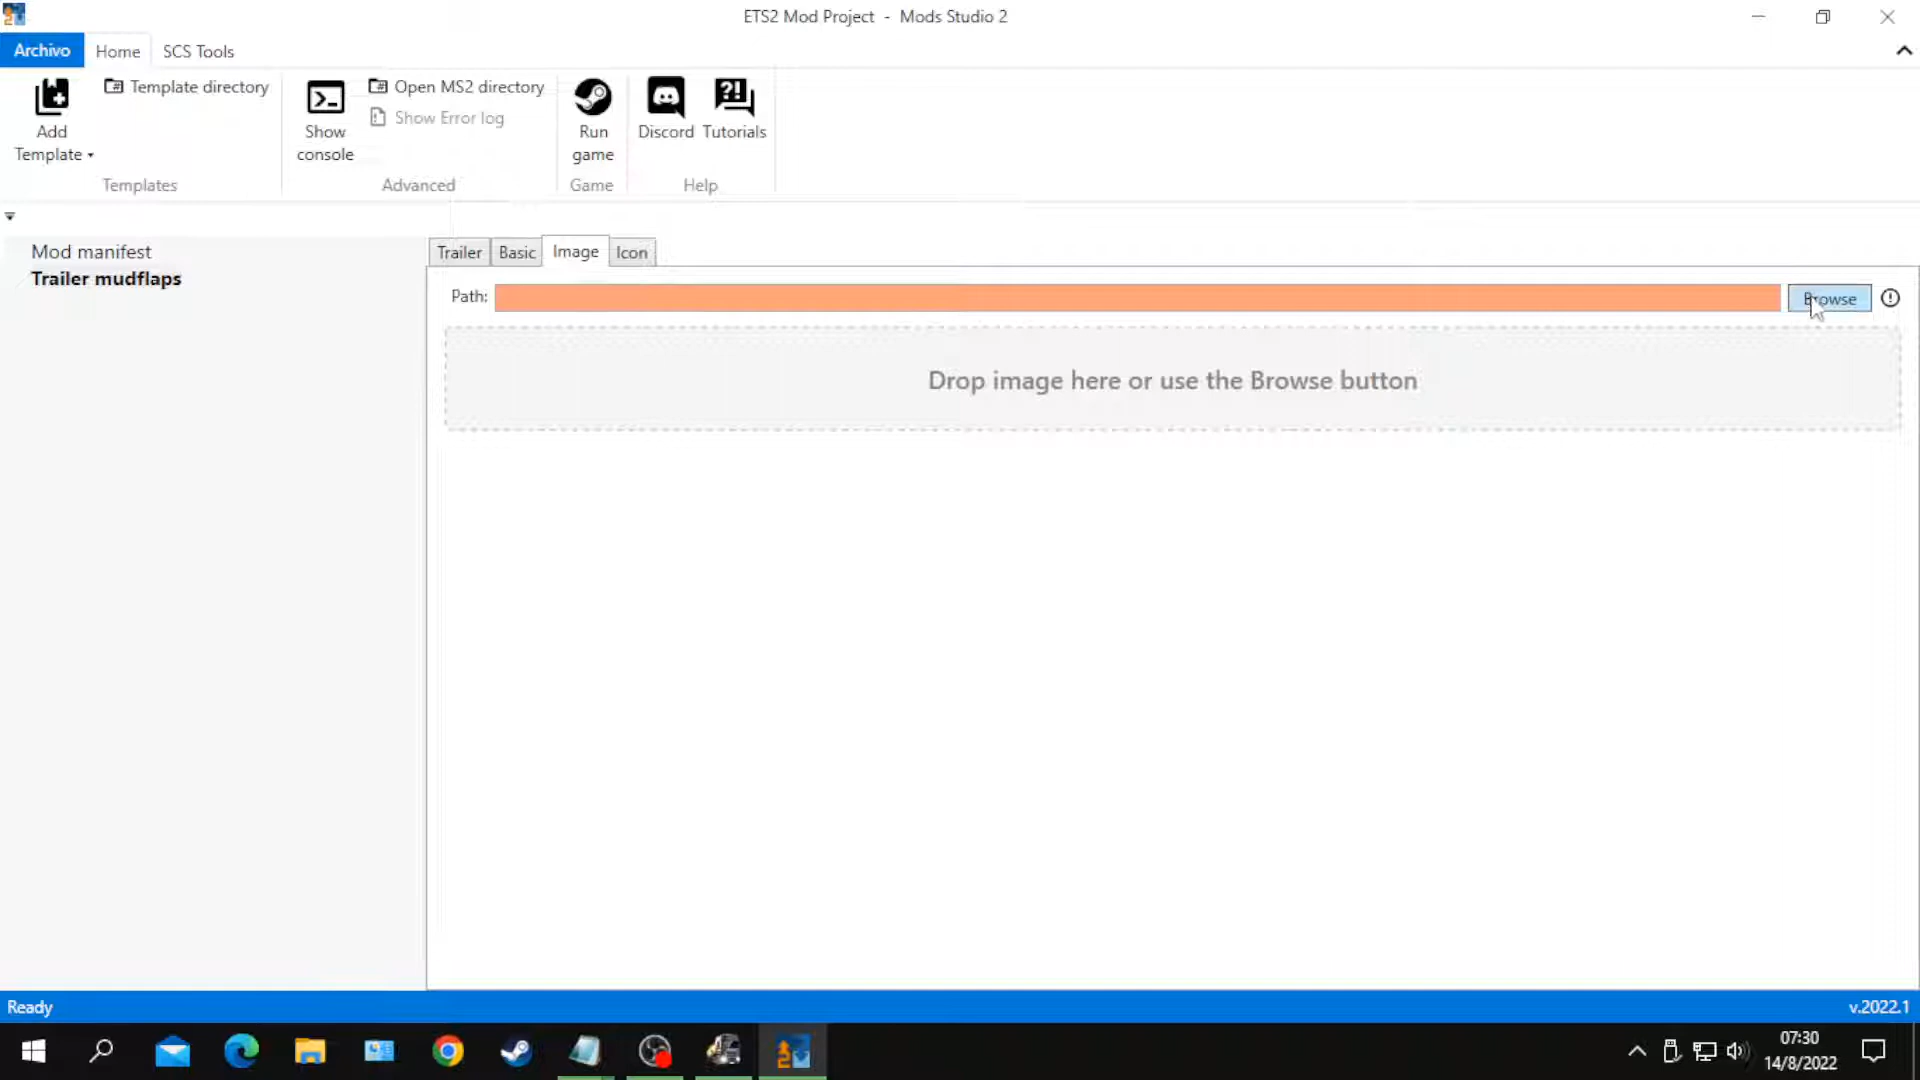 ETS2 Mod Project - Mods Studio 2
Archivo Home SCS Tools
Add Template
Template directory
Show console
Open MS2 directory
Show Error log
Run game
Discord
Tutorials
Templates Advanced Game Help
Mod manifest
Trailer mudflaps
Trailer Basic Image Icon
Path:
Browse
Drop image here or use the Browse button
Ready
v.2022.1
07:30
14/8/2022